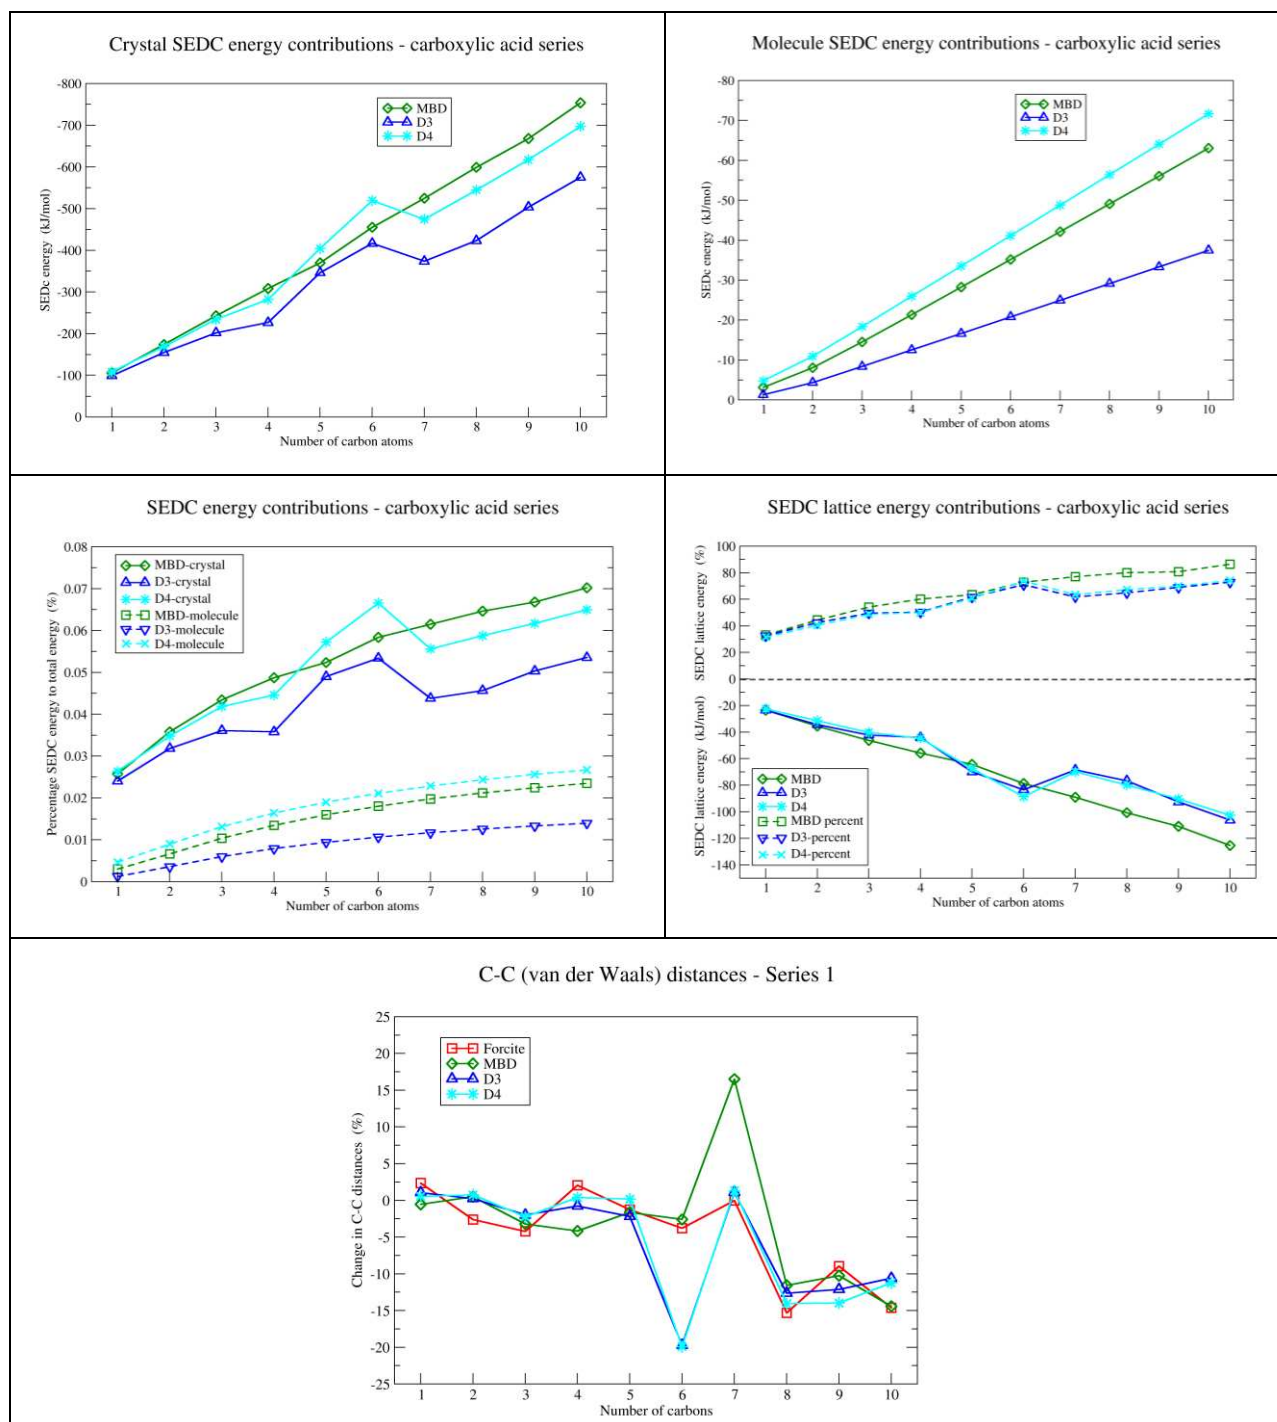 Crystal SEDC energy contributions - carboxylic acid series
-800
-700
-600
-500
-400
-300
-200
-100
0
SEDc energy (kJ/mol)
MBD
D3
D4
1 2 3 4 5 6 7 8 9 10
Number of carbon atoms
Molecule SEDC energy contributions - carboxylic acid series
-80
-70
-60
-50
-40
-30
-20
-10
0
SEDc energy (kJ/mol)
MBD
D3
D4
1 2 3 4 5 6 7 8 9 10
Number of carbon atoms
SEDC energy contributions - carboxylic acid series
0.08
0.07
0.06
0.05
0.04
0.03
0.02
0.01
0
Percentage SEDC energy to total energy (%)
MBD-crystal
D3-crystal
D4-crystal
MBD-molecule
D3-molecule
D4-molecule
1 2 3 4 5 6 7 8 9 10
Number of carbon atoms
SEDC lattice energy contributions - carboxylic acid series
100
80
60
40
20
0
-20
-40
-60
-80
-100
-120
-140
SEDC lattice energy (%)
SEDC lattice energy (kJ/mol)
MBD
D3
D4
MBD percent
D3-percent
D4-percent
1 2 3 4 5 6 7 8 9 10
Number of carbon atoms
C-C (van der Waals) distances - Series 1
25
20
15
10
5
0
-5
-10
-15
-20
-25
Change in C-C distances (%)
Forcite
MBD
D3
D4
1 2 3 4 5 6 7 8 9 10
Number of carbons